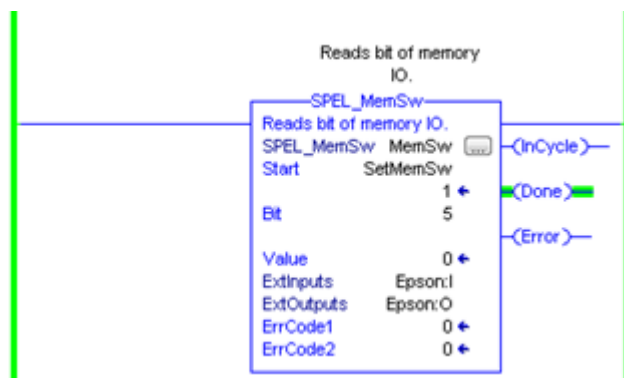 Reads bit of memory
IO.
SPEL_MemSw
Reads bit of memory IO.
SPEL_MemSw MemSw ... (InCycle)
Start SetMemSw
1 (Done)
Bit 5
(Error)
Value 0
ExtInputs Epson:I
ExtOutputs Epson:O
ErrCode1 0
ErrCode2 0